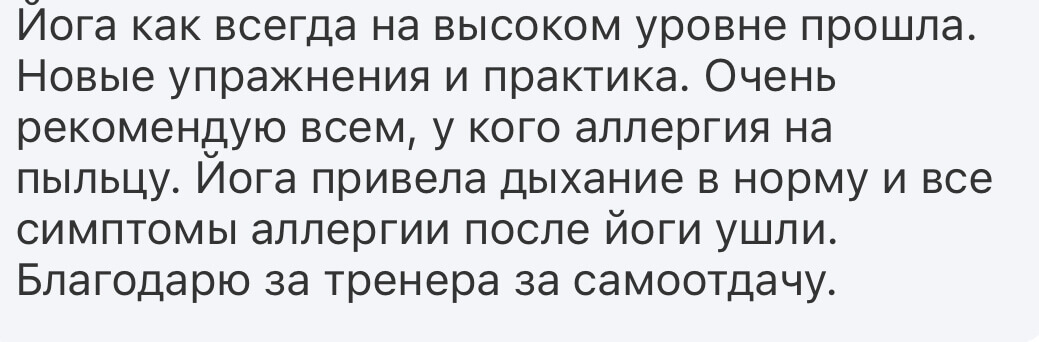 Йога как всегда на высоком уровне прошла.
Новые упражнения и практика. Очень
рекомендую всем, у кого аллергия на
пыльцу. Йога привела дыхание в норму и все
симптомы аллергии после йоги ушли.
Благодарю за тренера за самоотдачу.